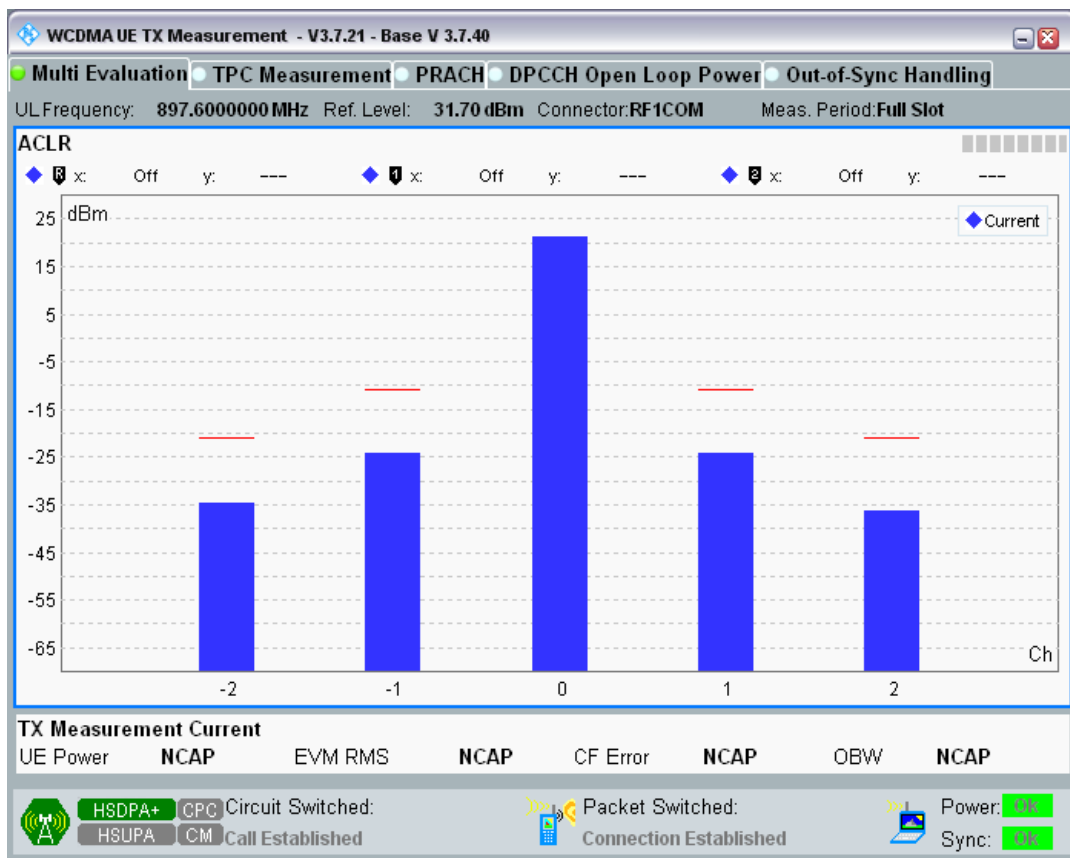 WCDMA UE TX Measurement - V3.7.21 - Base V 3.7.40
Multi Evaluation TPC Measurement PRACH DPCCH Open Loop Power Out-of-Sync Handling
UL Frequency: 897.6000000 MHz Ref. Level: 31.70 dBm Connector:RF1COM Meas. Period:Full Slot
ACLR
R x: Off y: --- 1 x: Off y: --- 2 x: Off y: ---
dBm
Current
25
15
5
-5
-15
-25
-35
-45
-55
-65
Ch
-2 -1 0 1 2
TX Measurement Current
UE Power NCAP EVM RMS NCAP CF Error NCAP OBW NCAP
HSDPA+ CPC Circuit Switched: Packet Switched: Power: Ok
HSUPA CM Call Established Connection Established Sync: Ok